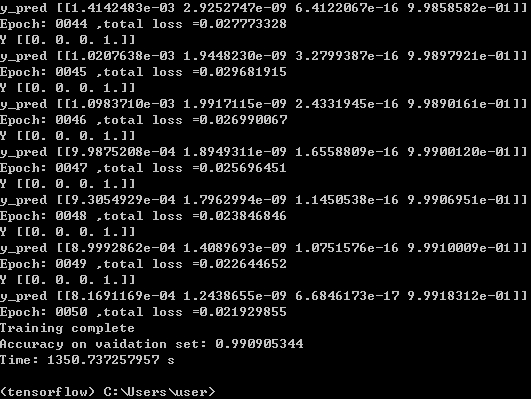 y_pred [[1.4142483e-03 2.9252747e-09 6.4122067e-16 9.9858582e-01]]
Epoch: 0044 ,total loss =0.027773328
Y [[0. 0. 0. 1.]]
y_pred [[1.0207638e-03 1.9448230e-09 3.2799387e-16 9.9897921e-01]]
Epoch: 0045 ,total loss =0.029681915
Y [[0. 0. 0. 1.]]
y_pred [[1.0983710e-03 1.9917115e-09 2.4331945e-16 9.9890161e-01]]
Epoch: 0046 ,total loss =0.026990067
Y [[0. 0. 0. 1.]]
y_pred [[9.9875208e-04 1.8949311e-09 1.6558809e-16 9.9900120e-01]]
Epoch: 0047 ,total loss =0.025696451
Y [[0. 0. 0. 1.]]
y_pred [[9.3054929e-04 1.7962994e-09 1.1450538e-16 9.9906951e-01]]
Epoch: 0048 ,total loss =0.023846846
Y [[0. 0. 0. 1.]]
y_pred [[8.9992862e-04 1.4089693e-09 1.0751576e-16 9.9910009e-01]]
Epoch: 0049 ,total loss =0.022644652
Y [[0. 0. 0. 1.]]
y_pred [[8.1691169e-04 1.2438655e-09 6.6846173e-17 9.9918312e-01]]
Epoch: 0050 ,total loss =0.021929855
Training complete
Accuracy on vaidation set: 0.990905344
Time: 1350.737257957 s
(tensorflow) C:\Users\user>